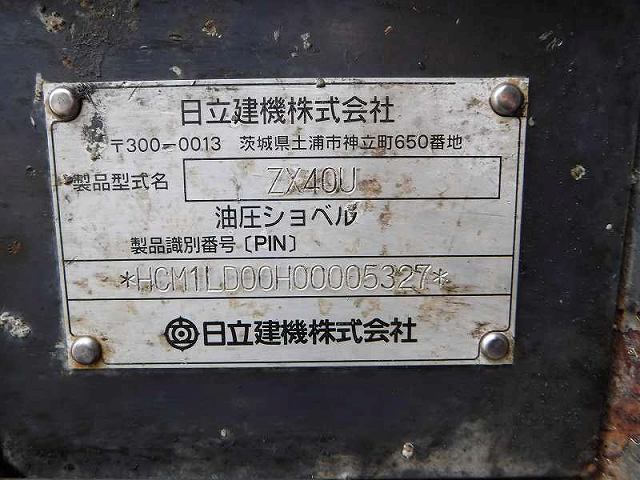 日立建機株式会社
〒300-0013 茨城県土浦市神立町650番地
製品型式名 ZX40U
油圧ショベル
製品識別番号〔PIN〕
*HCM1LD00H00005327*
日立建機株式会社